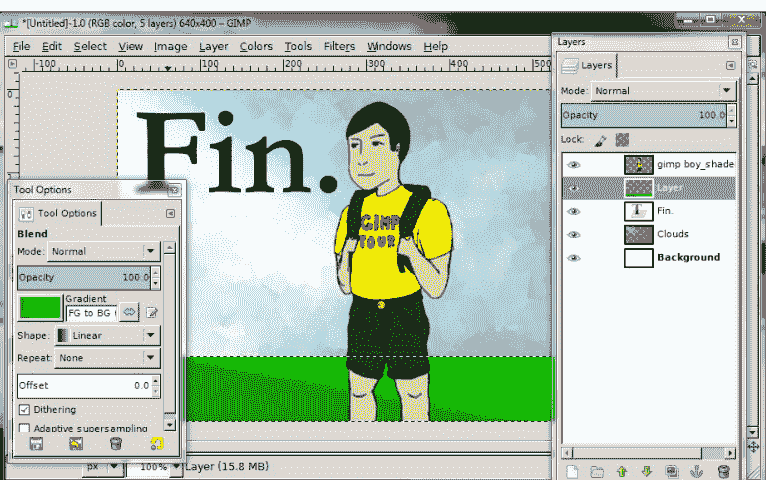 *[Untitled]-1.0 (RGB color, 5 layers) 640x400 – GIMP
File Edit Select View Image Layer Colors Tools Filters Windows Help
-100 0 100 200 300 400 500
0
Fin.
GIMP
TOUR
Tool Options
Tool Options
Blend
Mode: Normal
Opacity 100.0
Gradient
FG to BG
Shape: Linear
Repeat: None
Offset 0.0
Dithering
Adaptive supersampling
px 100% Layer (15.8 MB)
Layers
Layers
Mode: Normal
Opacity 100.0
Lock:
gimp boy_shade
Layer
Fin.
Clouds
Background